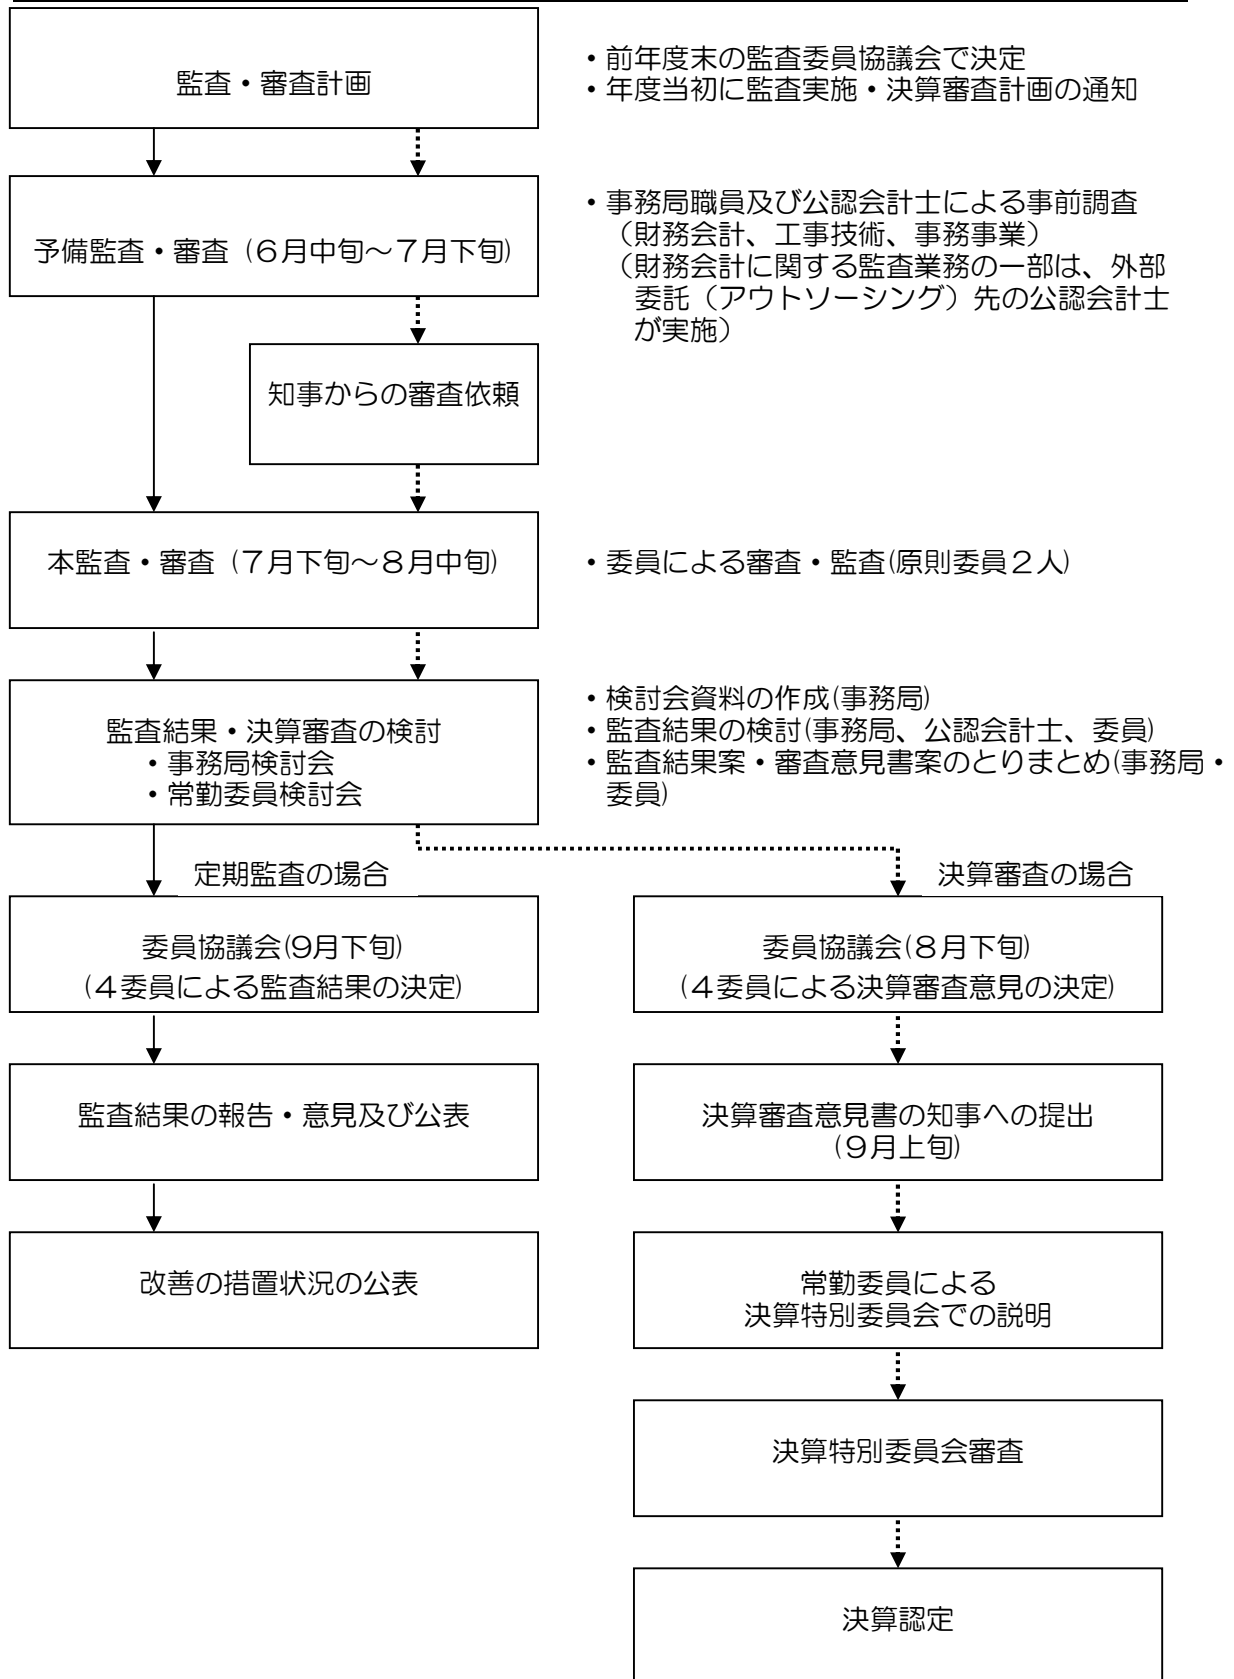 監査・審査計画
・前年度末の監査委員協議会で決定
・年度当初に監査実施・決算審査計画の通知
予備監査・審査（6月中旬～7月下旬)
・事務局職員及び公認会計士による事前調査
（財務会計、工事技術、事務事業）
（財務会計に関する監査業務の一部は、外部
委託（アウトソーシング）先の公認会計士
が実施）
知事からの審査依頼
本監査・審査（7月下旬～8月中旬)
・委員による審査・監査(原則委員2人)
監査結果・決算審査の検討
・事務局検討会
・常勤委員検討会
・検討会資料の作成(事務局)
・監査結果の検討(事務局、公認会計士、委員)
・監査結果案・審査意見書案のとりまとめ(事務局・
委員)
定期監査の場合
決算審査の場合
委員協議会(9月下旬)
(4委員による監査結果の決定)
委員協議会(8月下旬)
(4委員による決算審査意見の決定)
監査結果の報告・意見及び公表
決算審査意見書の知事への提出
(9月上旬)
改善の措置状況の公表
常勤委員による
決算特別委員会での説明
決算特別委員会審査
決算認定